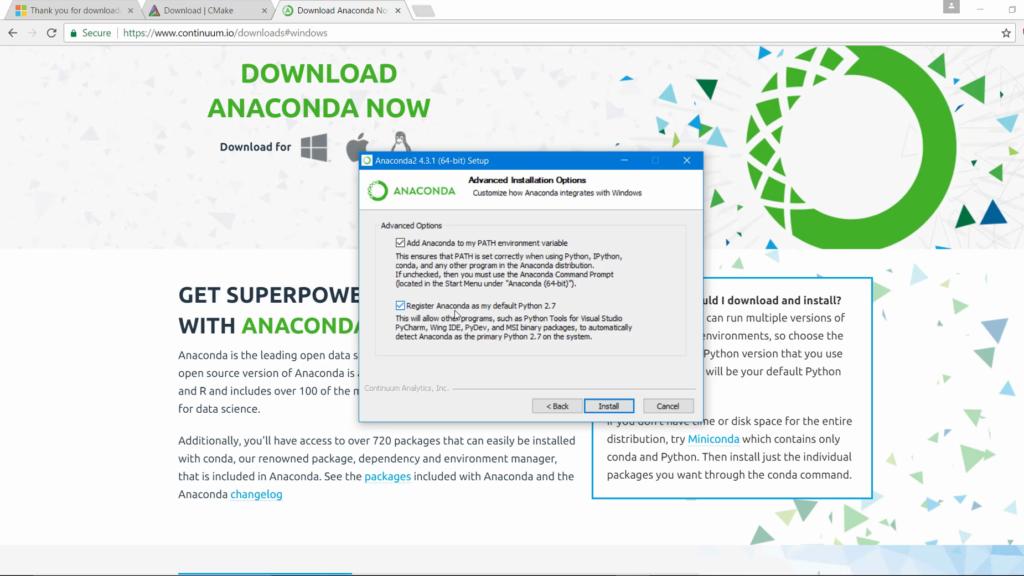 Thank you for download
Download | CMake
Download Anaconda No
Secure
https://www.continuum.io/downloads#windows
DOWNLOAD
ANACONDA NOW
Download for
Anaconda2 4.3.1 (64-bit) Setup
ANACONDA
Advanced Installation Options
Customize how Anaconda integrates with Windows
Advanced Options
Add Anaconda to my PATH environment variable
This ensures that PATH is set correctly when using Python, IPython,
conda, and any other program in the Anaconda distribution.
If unchecked, then you must use the Anaconda Command Prompt
(located in the Start Menu under "Anaconda (64-bit)").
Register Anaconda as my default Python 2.7
This will allow other programs, such as Python Tools for Visual Studio
PyCharm, Wing IDE, PyDev, and MSI binary packages, to automatically
detect Anaconda as the primary Python 2.7 on the system.
Continuum Analytics, Inc.
< Back
Install
Cancel
GET SUPERPOWE
WITH ANACONDA
Anaconda is the leading open data s
open source version of Anaconda is
and R and includes over 100 of the m
for data science.
Additionally, you'll have access to over 720 packages that can easily be installed
with conda, our renowned package, dependency and environment manager,
that is included in Anaconda. See the packages included with Anaconda and the
Anaconda changelog
uld I download and install?
can run multiple versions of
environments, so choose the
Python version that you use
will be your default Python
If you don't have time or disk space for the entire
distribution, try Miniconda which contains only
conda and Python. Then install just the individual
packages you want through the conda command.